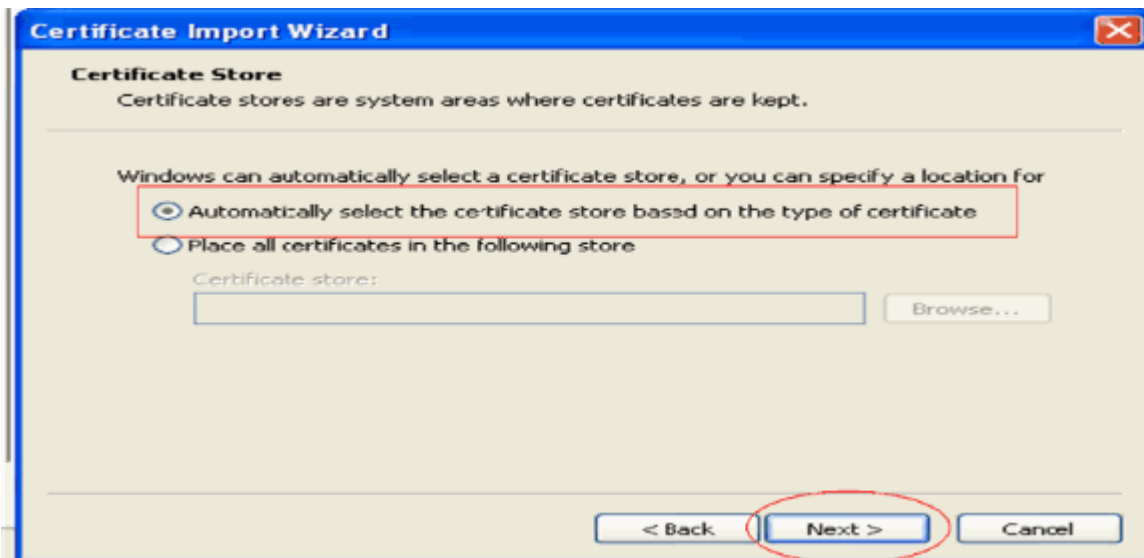 Certificate Import Wizard
Certificate Store
Certificate stores are system areas where certificates are kept.
Windows can automatically select a certificate store, or you can specify a location for
Automatically select the certificate store based on the type of certificate
Place all certificates in the following store
Certificate store:
Browse...
< Back Next > Cancel